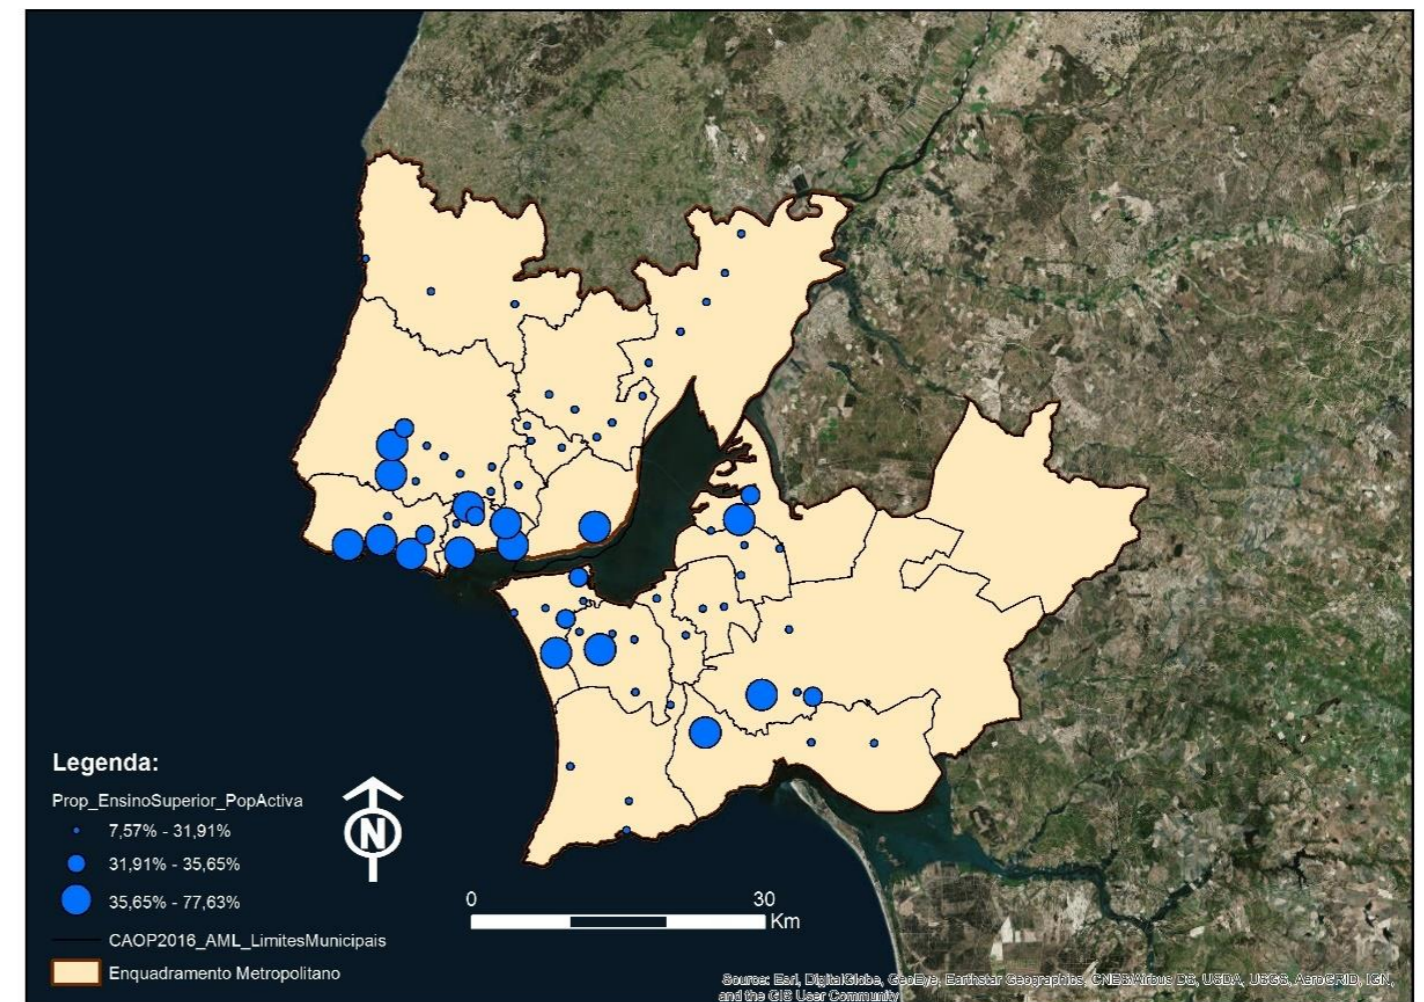 Legenda:
Prop_EnsinoSuperior_PopActiva
7,57% - 31,91%
31,91% - 35,65%
35,65% - 77,63%
CAOP2016_AML_LimitesMunicipais
Enquadramento Metropolitano
N
0 30
Km
Source: Esri, DigitalGlobe, GeoEye, Earthstar Geographics, CNES/Airbus DS, USDA, USGS, AeroGRID, IGN,
and the GIS User Community